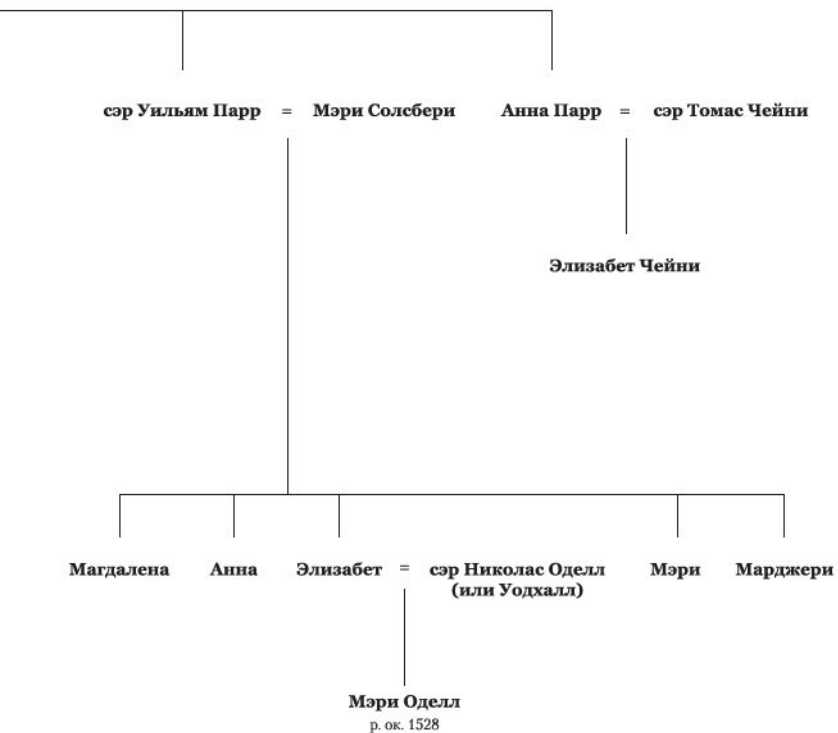 сэр Уильям Парр = Мэри Солсбери Анна Парр = сэр Томас Чейни
Элизабет Чейни
Магдалена Анна Элизабет = сэр Николас Оделл Мэри Марджери
(или Уодхалл)
Мэри Оделл
р. ок. 1528